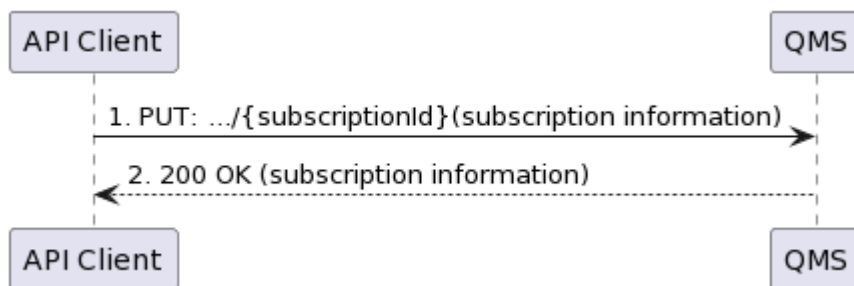 API Client
QMS
1. PUT: .../{subscriptionId}(subscription information)
2. 200 OK (subscription information)
API Client
QMS